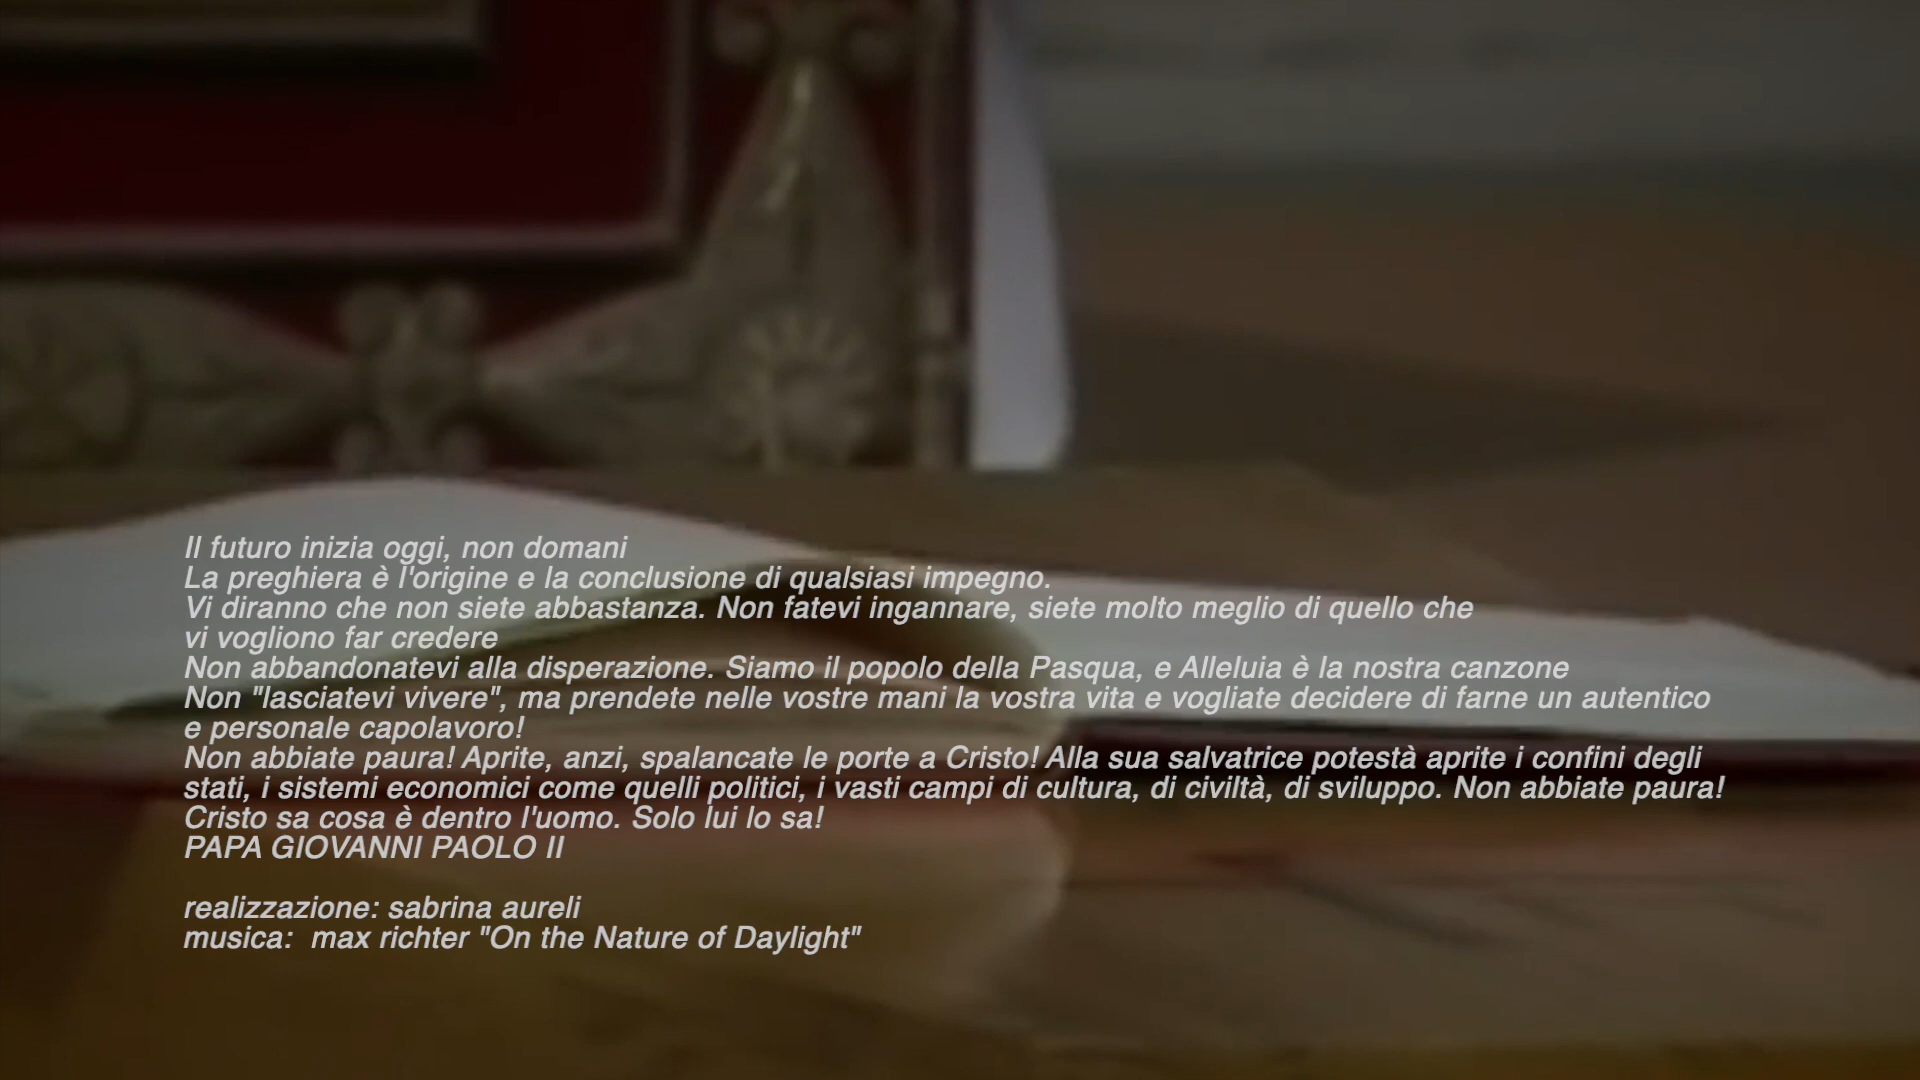 Il futuro inizia oggi, non domani
La preghiera è l'origine e la conclusione di qualsiasi impegno.
Vi diranno che non siete abbastanza. Non fatevi ingannare, siete molto meglio di quello che
vi vogliono far credere
Non abbandonatevi alla disperazione. Siamo il popolo della Pasqua, e Alleluia è la nostra canzone
Non "lasciatevi vivere", ma prendete nelle vostre mani la vostra vita e vogliate decidere di farne un autentico
e personale capolavoro!
Non abbiate paura! Aprite, anzi, spalancate le porte a Cristo! Alla sua salvatrice potestà aprite i confini degli
stati, i sistemi economici come quelli politici, i vasti campi di cultura, di civiltà, di sviluppo. Non abbiate paura!
Cristo sa cosa è dentro l'uomo. Solo lui lo sa!
PAPA GIOVANNI PAOLO II
realizzazione: sabrina aureli
musica:  max richter "On the Nature of Daylight"